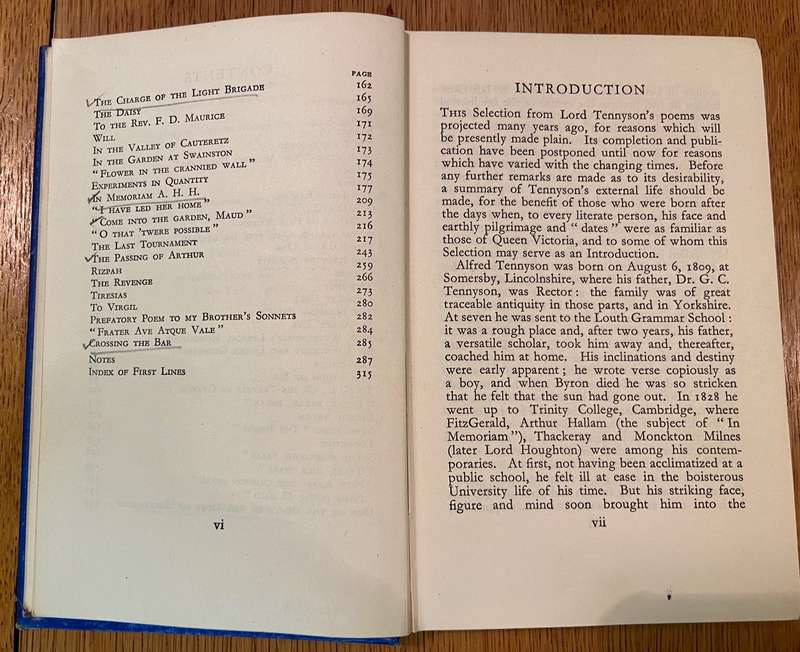 PAGE
THE CHARGE OF THE LIGHT BRIGADE 162
THE DAISY 165
TO THE REV. F. D. MAURICE 169
WILL 171
IN THE VALLEY OF CAUTERETZ 172
IN THE GARDEN AT SWAINSTON 173
"FLOWER IN THE CRANNIED WALL" 174
EXPERIMENTS IN QUANTITY 175
IN MEMORIAM A. H. H. 177
"I HAVE LED HER HOME" 209
"COME INTO THE GARDEN, MAUD" 213
"O THAT 'TWERE POSSIBLE" 216
THE LAST TOURNAMENT 217
THE PASSING OF ARTHUR 243
RIZPAH 259
THE REVENGE 266
TIRESIAS 273
TO VIRGIL 280
PREFATORY POEM TO MY BROTHER'S SONNETS 282
"FRATER AVE ATQUE VALE" 284
CROSSING THE BAR 285
NOTES 287
INDEX OF FIRST LINES 315
vi
INTRODUCTION
THIS Selection from Lord Tennyson's poems was
projected many years ago, for reasons which will
be presently made plain. Its completion and publi-
cation have been postponed until now for reasons
which have varied with the changing times. Before
any further remarks are made as to its desirability,
a summary of Tennyson's external life should be
made, for the benefit of those who were born after
the days when, to every literary person, his face and
earthly pilgrimage and "dates" were as familiar as
those of Queen Victoria, and to some of whom this
Selection may serve as an Introduction.
Alfred Tennyson was born on August 6, 1809, at
Somersby, Lincolnshire, where his father, Dr. G. C.
Tennyson, was Rector: the family was of great
traceable antiquity in those parts, and in Yorkshire.
At seven he was sent to the Louth Grammar School:
it was a rough place and, after two years, his father,
a versatile scholar, took him away and, thereafter,
coached him at home. His inclinations and destiny
were early apparent; he wrote verse copiously as
a boy, and when Byron died he was so stricken
that he felt that the sun had gone out. In 1828 he
went up to Trinity College, Cambridge, where
FitzGerald, Arthur Hallam (the subject of "In
Memoriam"), Thackeray and Monckton Milnes
(later Lord Houghton) were among his contem-
poraries. At first, not having been acclimatized at a
public school, he felt ill at ease in the boisterous
University life of his time. But his striking face,
figure and mind soon brought him into the
vii